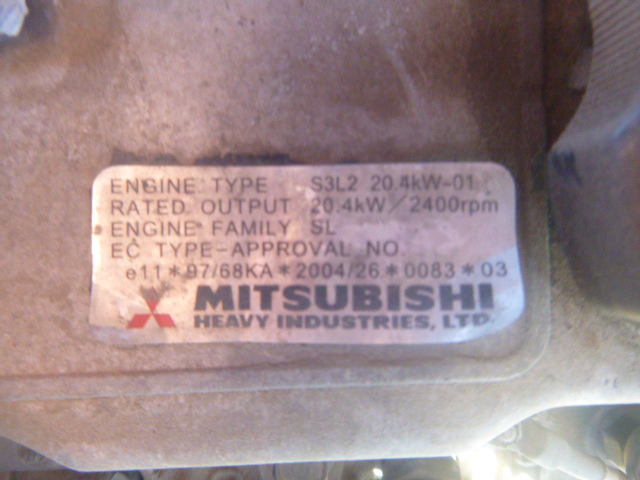 ENGINE TYPE S3L2 20.4kW-01
RATED OUTPUT 20.4kW/2400rpm
ENGINE FAMILY SL
EC TYPE-APPROVAL NO.
e11*97/68KA*2004/26*0083*03
MITSUBISHI
HEAVY INDUSTRIES, LTD.